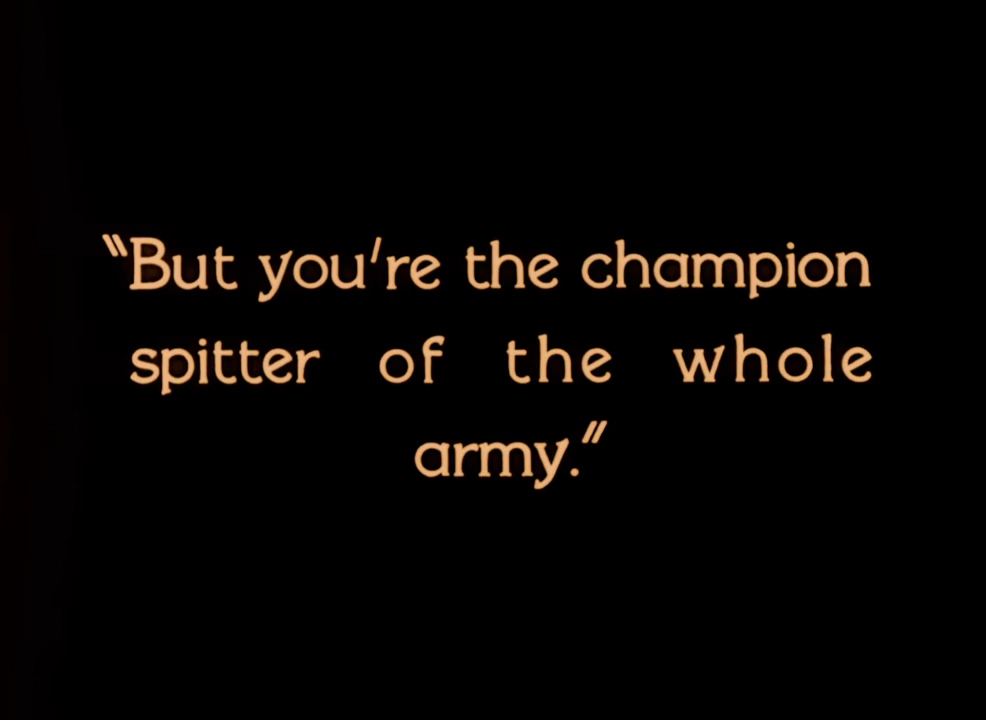 "But you're the champion
spitter of the whole
army."